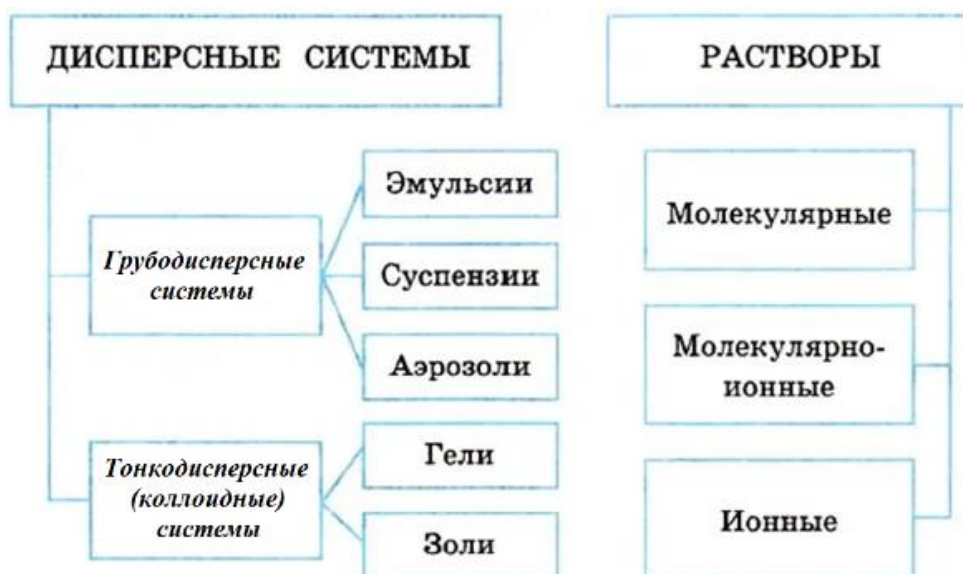 ДИСПЕРСНЫЕ СИСТЕМЫ
Грубодисперсные
системы
Эмульсии
Суспензии
Аэрозоли
Тонкодисперсные
(коллоидные)
системы
Гели
Золи
РАСТВОРЫ
Молекулярные
Молекулярно-
ионные
Ионные